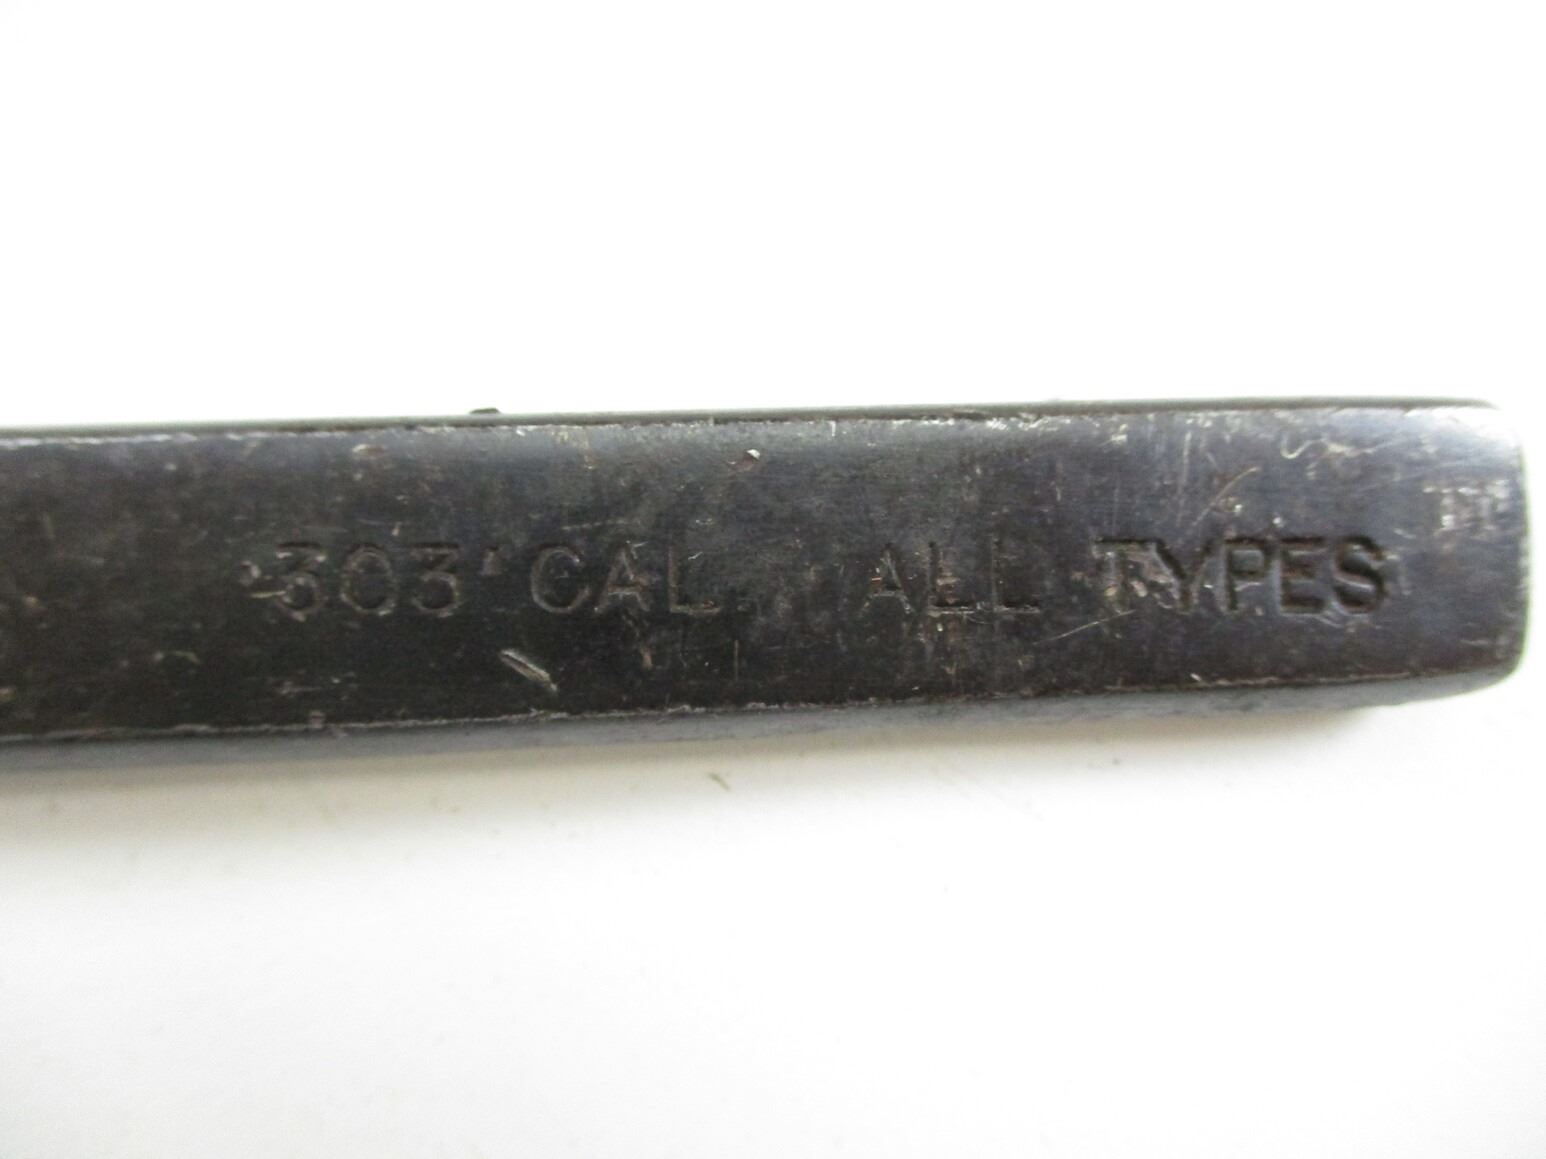 .303" CAL. ALL TYPES